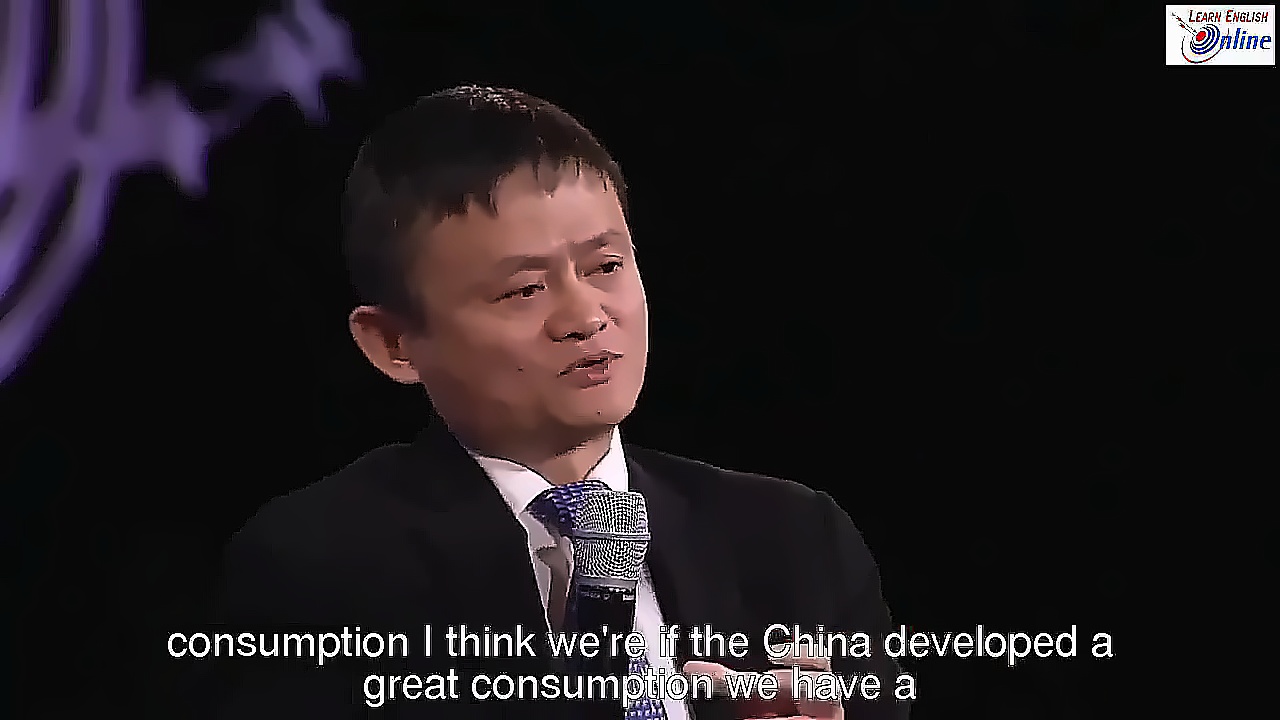 LEARN ENGLISH
Online
consumption I think we're if the China developed a
great consumption we have a